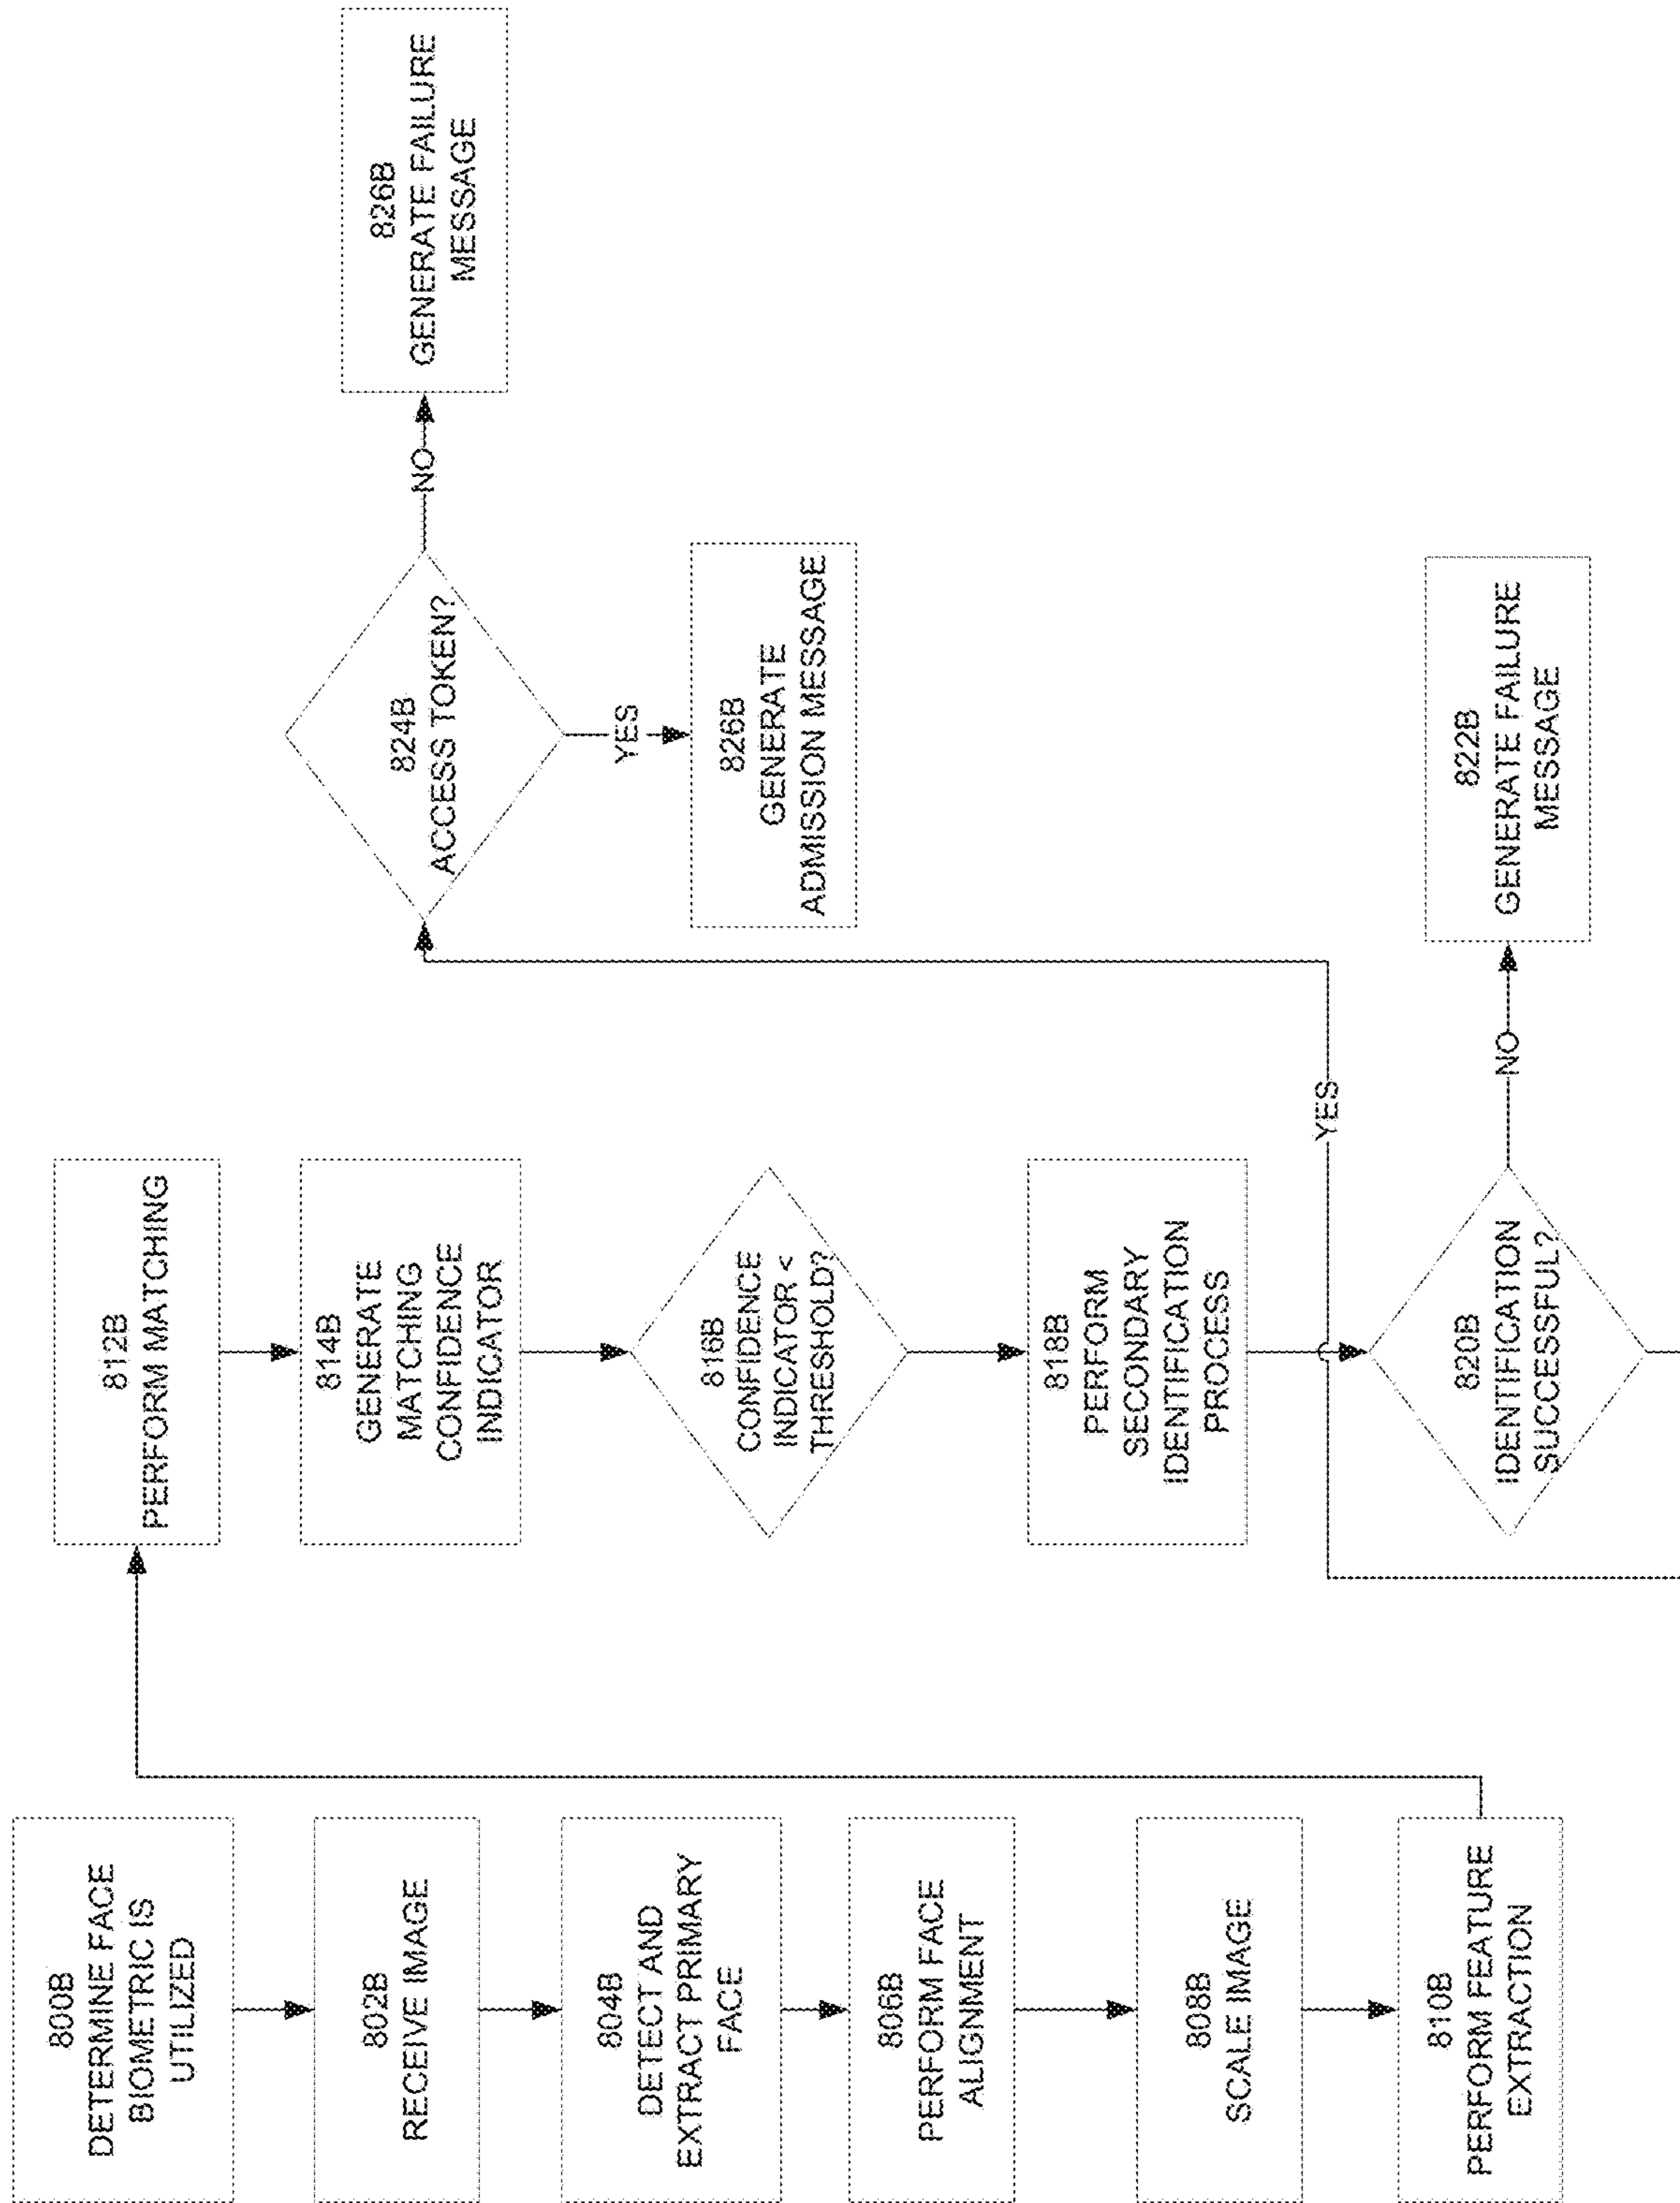 800B
DETERMINE FACE
BIOMETRIC IS
UTILIZED
802B
RECEIVE IMAGE
804B
DETECT AND
EXTRACT PRIMARY
FACE
806B
PERFORM FACE
ALIGNMENT
808B
SCALE IMAGE
810B
PERFORM FEATURE
EXTRACTION
812B
PERFORM MATCHING
814B
GENERATE
MATCHING
CONFIDENCE
INDICATOR
816B
CONFIDENCE
INDICATOR <
THRESHOLD?
818B
PERFORM
SECONDARY
IDENTIFICATION
PROCESS
820B
IDENTIFICATION
SUCCESSFUL?
NO
822B
GENERATE FAILURE
MESSAGE
YES
824B
ACCESS TOKEN?
YES
826B
GENERATE
ADMISSION MESSAGE
NO
826B
GENERATE FAILURE
MESSAGE